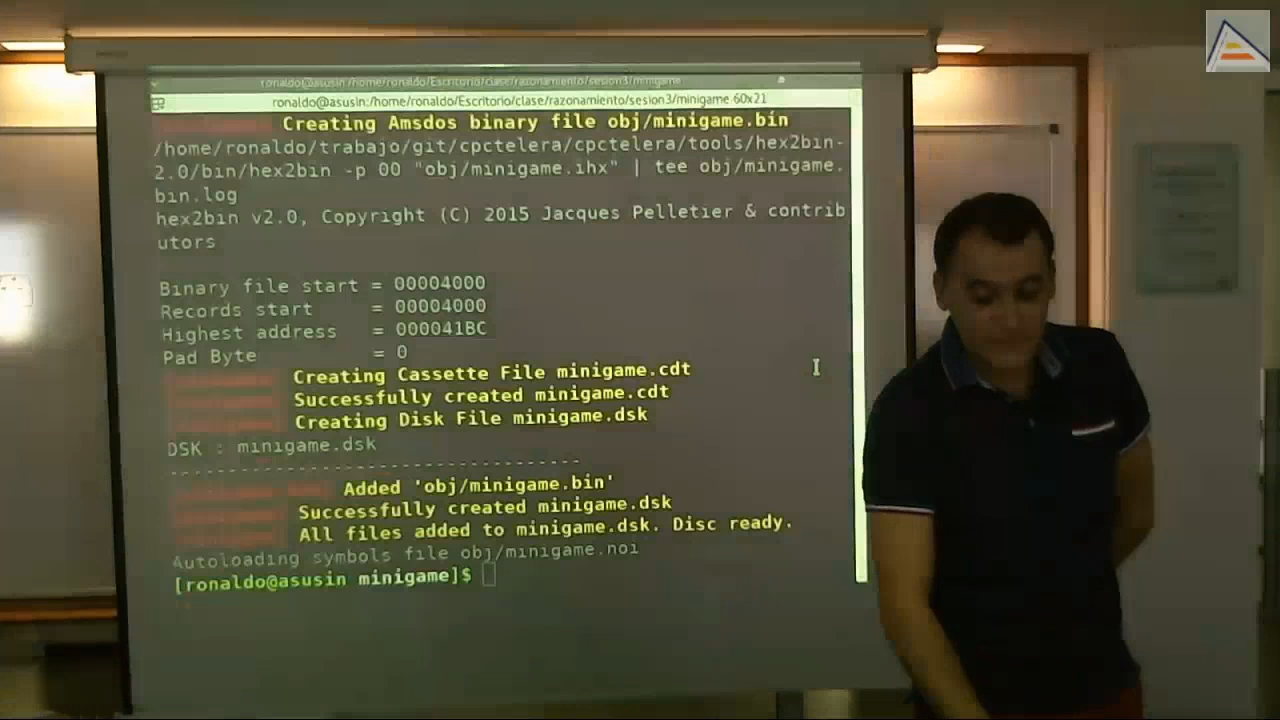 ronaldo@asusin:/home/ronaldo/Escritorio/clase/razonamiento/sesion3/minigame
ronaldo@asusin:/home/ronaldo/Escritorio/clase/razonamiento/sesion3/minigame 60x21
Creating Amsdos binary file obj/minigame.bin
/home/ronaldo/trabajo/git/cpctelera/cpctelera/tools/hex2bin-
2.0/bin/hex2bin -p 00 "obj/minigame.ihx" | tee obj/minigame.
bin.log
hex2bin v2.0, Copyright (C) 2015 Jacques Pelletier & contrib
utors
Binary file start = 00004000
Records start     = 00004000
Highest address   = 000041BC
Pad Byte          = 0
Creating Cassette File minigame.cdt
Successfully created minigame.cdt
Creating Disk File minigame.dsk
DSK : minigame.dsk
-----------------------------------
Added 'obj/minigame.bin'
Successfully created minigame.dsk
All files added to minigame.dsk. Disc ready.
Autoloading symbols file obj/minigame.noi
[ronaldo@asusin minigame]$